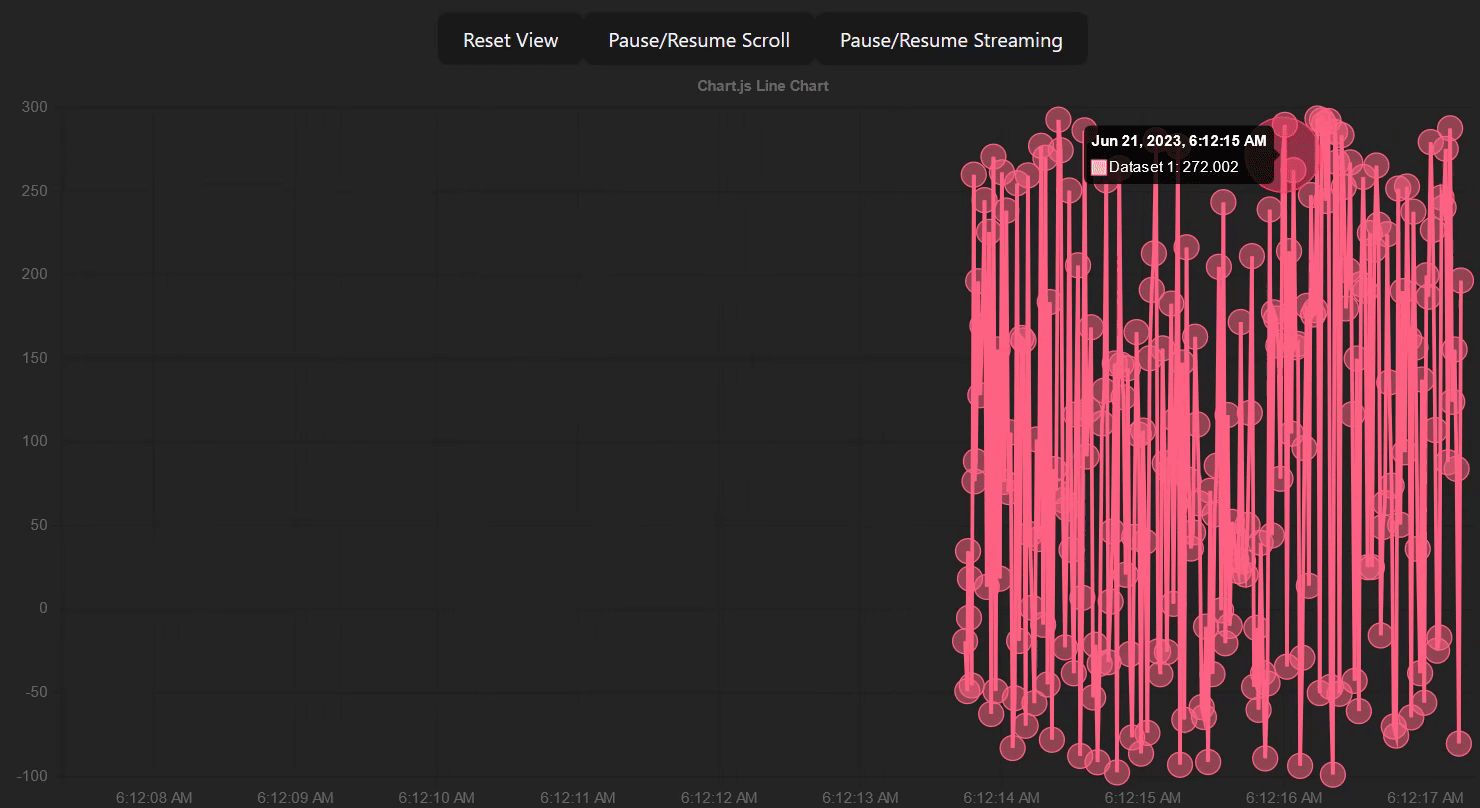 Reset View Pause/Resume Scroll Pause/Resume Streaming
Chart.js Line Chart
300
Jun 21, 2023, 6:12:15 AM
Dataset 1: 272.002
250
200
150
100
50
0
-50
-100
6:12:08 AM 6:12:09 AM 6:12:10 AM 6:12:11 AM 6:12:12 AM 6:12:13 AM 6:12:14 AM 6:12:15 AM 6:12:16 AM 6:12:17 AM